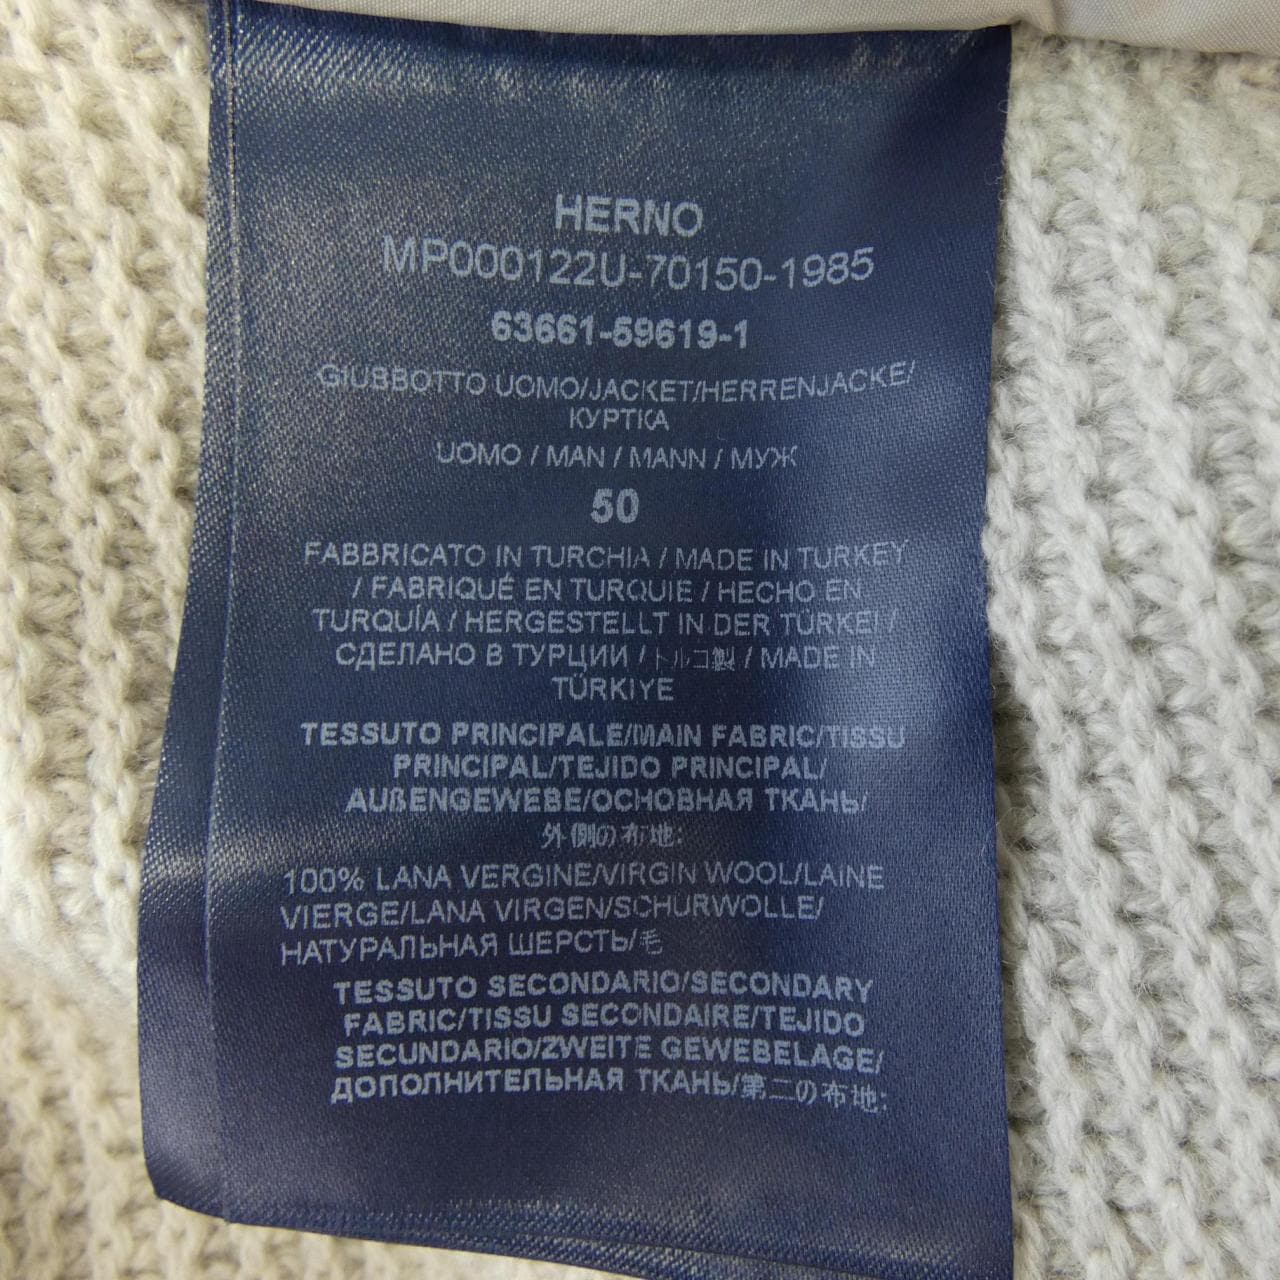 HERNO
MP000122U-70150-1985
63661-59619-1
GIUBBOTTO UOMO/JACKET/HERRENJACKE/
КУРТКА
UOMO / MAN / MANN / МУЖ
50
FABBRICATO IN TURCHIA / MADE IN TURKEY
/ FABRIQUÉ EN TURQUIE / HECHO EN
TURQUÍA / HERGESTELLT IN DER TÜRKEI /
СДЕЛАНО В ТУРЦИИ / トルコ製 / MADE IN
TÜRKIYE
TESSUTO PRINCIPALE/MAIN FABRIC/TISSU
PRINCIPAL/TEJIDO PRINCIPAL/
AUßENGEWEBE/ОСНОВНАЯ ТКАНЬ/
外側の布地:
100% LANA VERGINE/VIRGIN WOOL/LAINE
VIERGE/LANA VIRGEN/SCHURWOLLE/
НАТУРАЛЬНАЯ ШЕРСТЬ/毛
TESSUTO SECONDARIO/SECONDARY
FABRIC/TISSU SECONDAIRE/TEJIDO
SECUNDARIO/ZWEITE GEWEBELAGE/
ДОПОЛНИТЕЛЬНАЯ ТКАНЬ/第二の布地: